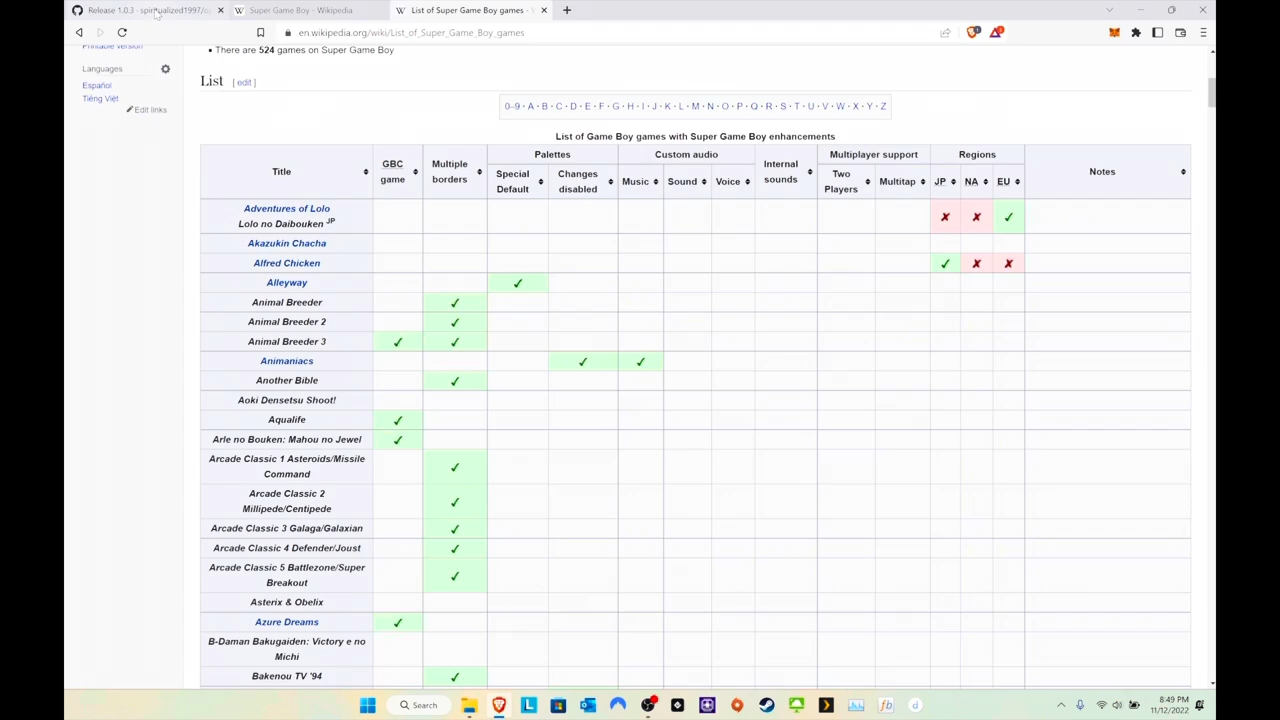 Release 1.0.3 · spiritualized1997/o
Super Game Boy - Wikipedia
List of Super Game Boy games - W
en.wikipedia.org/wiki/List_of_Super_Game_Boy_games
Printable version
Languages
Español
Tiếng Việt
Edit links
• There are 524 games on Super Game Boy
List [ edit ]
0–9 · A · B · C · D · E · F · G · H · I · J · K · L · M · N · O · P · Q · R · S · T · U · V · W · X · Y · Z
List of Game Boy games with Super Game Boy enhancements
Title
GBC game
Multiple borders
Palettes
Custom audio
Internal sounds
Multiplayer support
Regions
Notes
Special Default
Changes disabled
Music
Sound
Voice
Two Players
Multitap
JP
NA
EU
Adventures of Lolo
Lolo no Daibouken JP ✗ ✗ ✓
Akazukin Chacha
Alfred Chicken ✓ ✗ ✗
Alleyway ✓
Animal Breeder ✓
Animal Breeder 2 ✓
Animal Breeder 3 ✓ ✓
Animaniacs ✓ ✓
Another Bible ✓
Aoki Densetsu Shoot!
Aqualife ✓
Arle no Bouken: Mahou no Jewel ✓
Arcade Classic 1 Asteroids/Missile
Command ✓
Arcade Classic 2
Millipede/Centipede ✓
Arcade Classic 3 Galaga/Galaxian ✓
Arcade Classic 4 Defender/Joust ✓
Arcade Classic 5 Battlezone/Super
Breakout ✓
Asterix & Obelix
Azure Dreams ✓
B-Daman Bakugaiden: Victory e no
Michi
Bakenou TV '94 ✓
Search
8:49 PM
11/12/2022